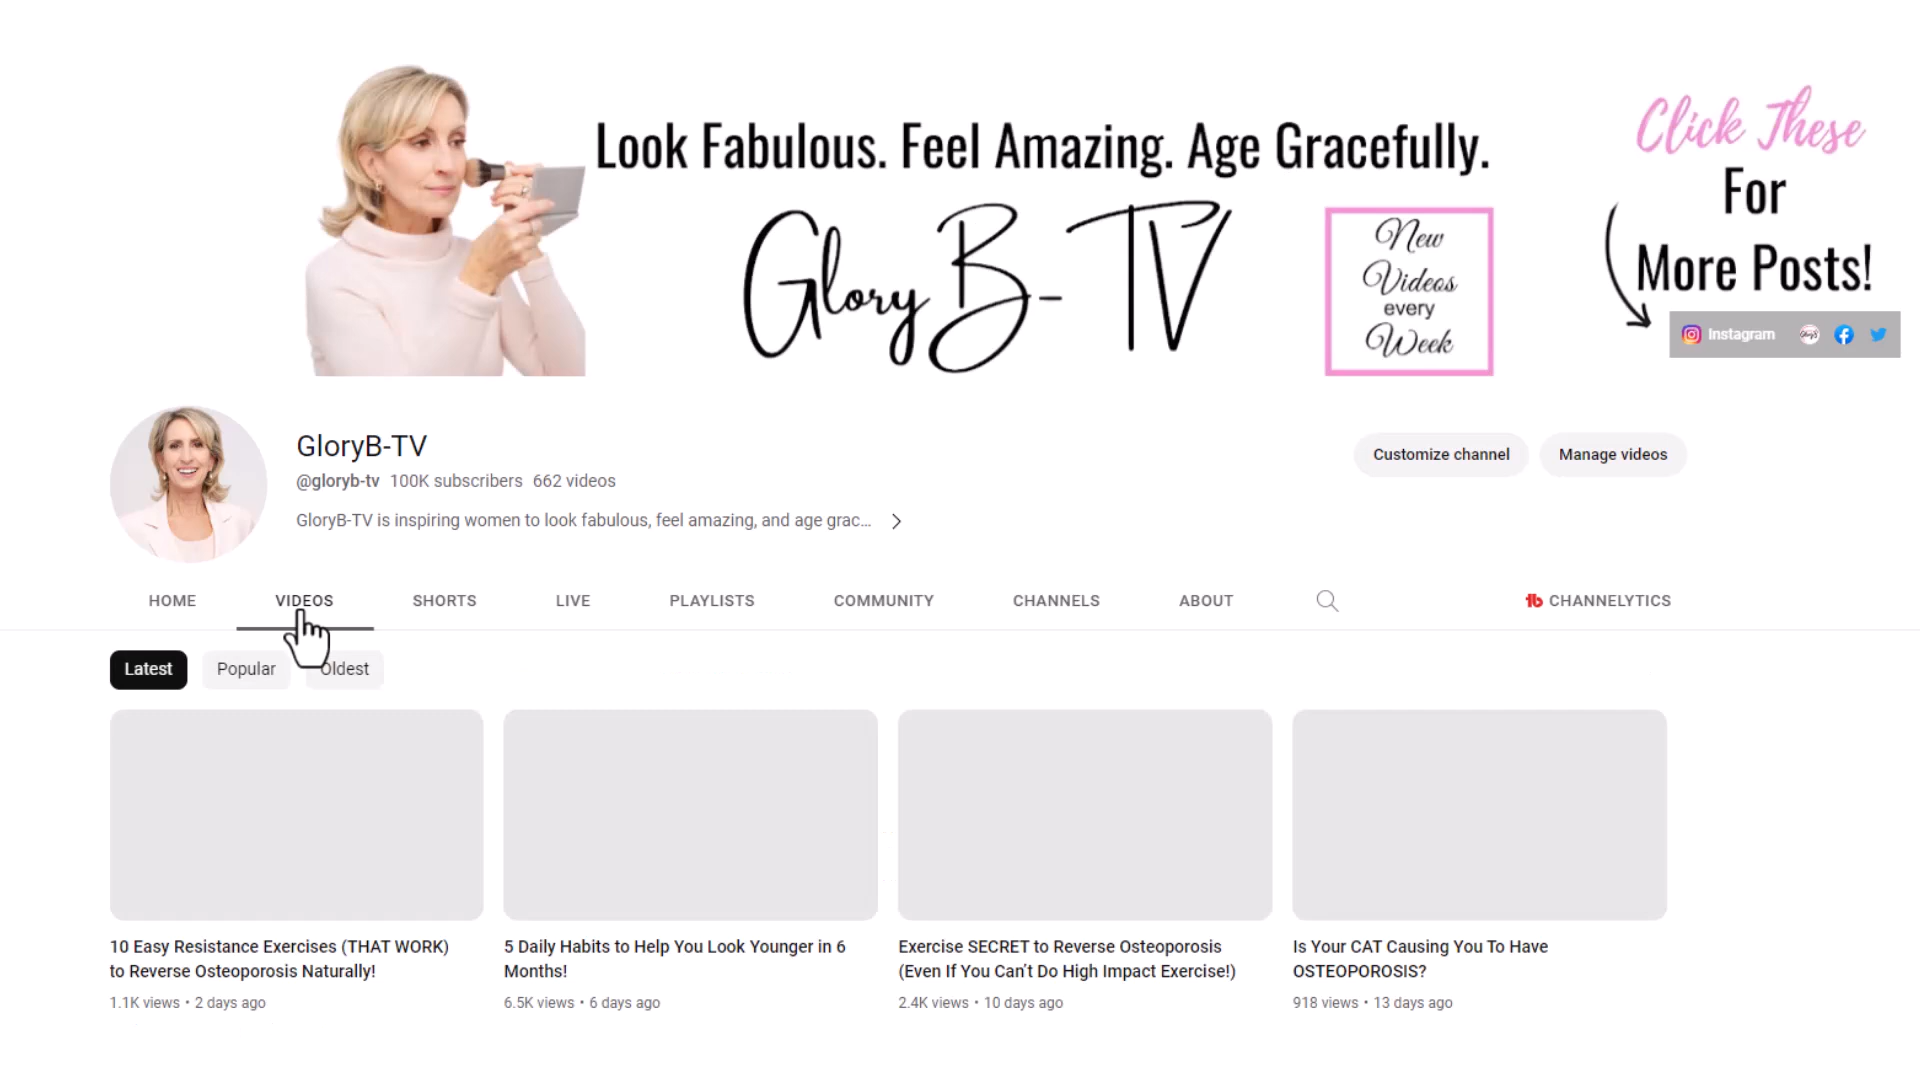 Look Fabulous. Feel Amazing. Age Gracefully.
GloryB-TV
New
Videos
every
Week
Click These
For
More Posts!
Instagram
GloryB-TV
@gloryb-tv 100K subscribers 662 videos
GloryB-TV is inspiring women to look fabulous, feel amazing, and age grac...
Customize channel
Manage videos
HOME
VIDEOS
SHORTS
LIVE
PLAYLISTS
COMMUNITY
CHANNELS
ABOUT
CHANNELYTICS
Latest
Popular
Oldest
10 Easy Resistance Exercises (THAT WORK)
to Reverse Osteoporosis Naturally!
1.1K views • 2 days ago
5 Daily Habits to Help You Look Younger in 6
Months!
6.5K views • 6 days ago
Exercise SECRET to Reverse Osteoporosis
(Even If You Can't Do High Impact Exercise!)
2.4K views • 10 days ago
Is Your CAT Causing You To Have
OSTEOPOROSIS?
918 views • 13 days ago